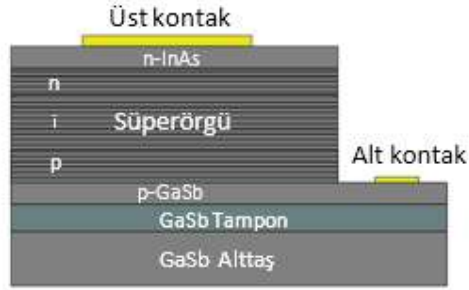 Üst kontak
n-InAs
n
i Süperörgü
p
Alt kontak
p-GaSb
GaSb Tampon
GaSb Alttaş